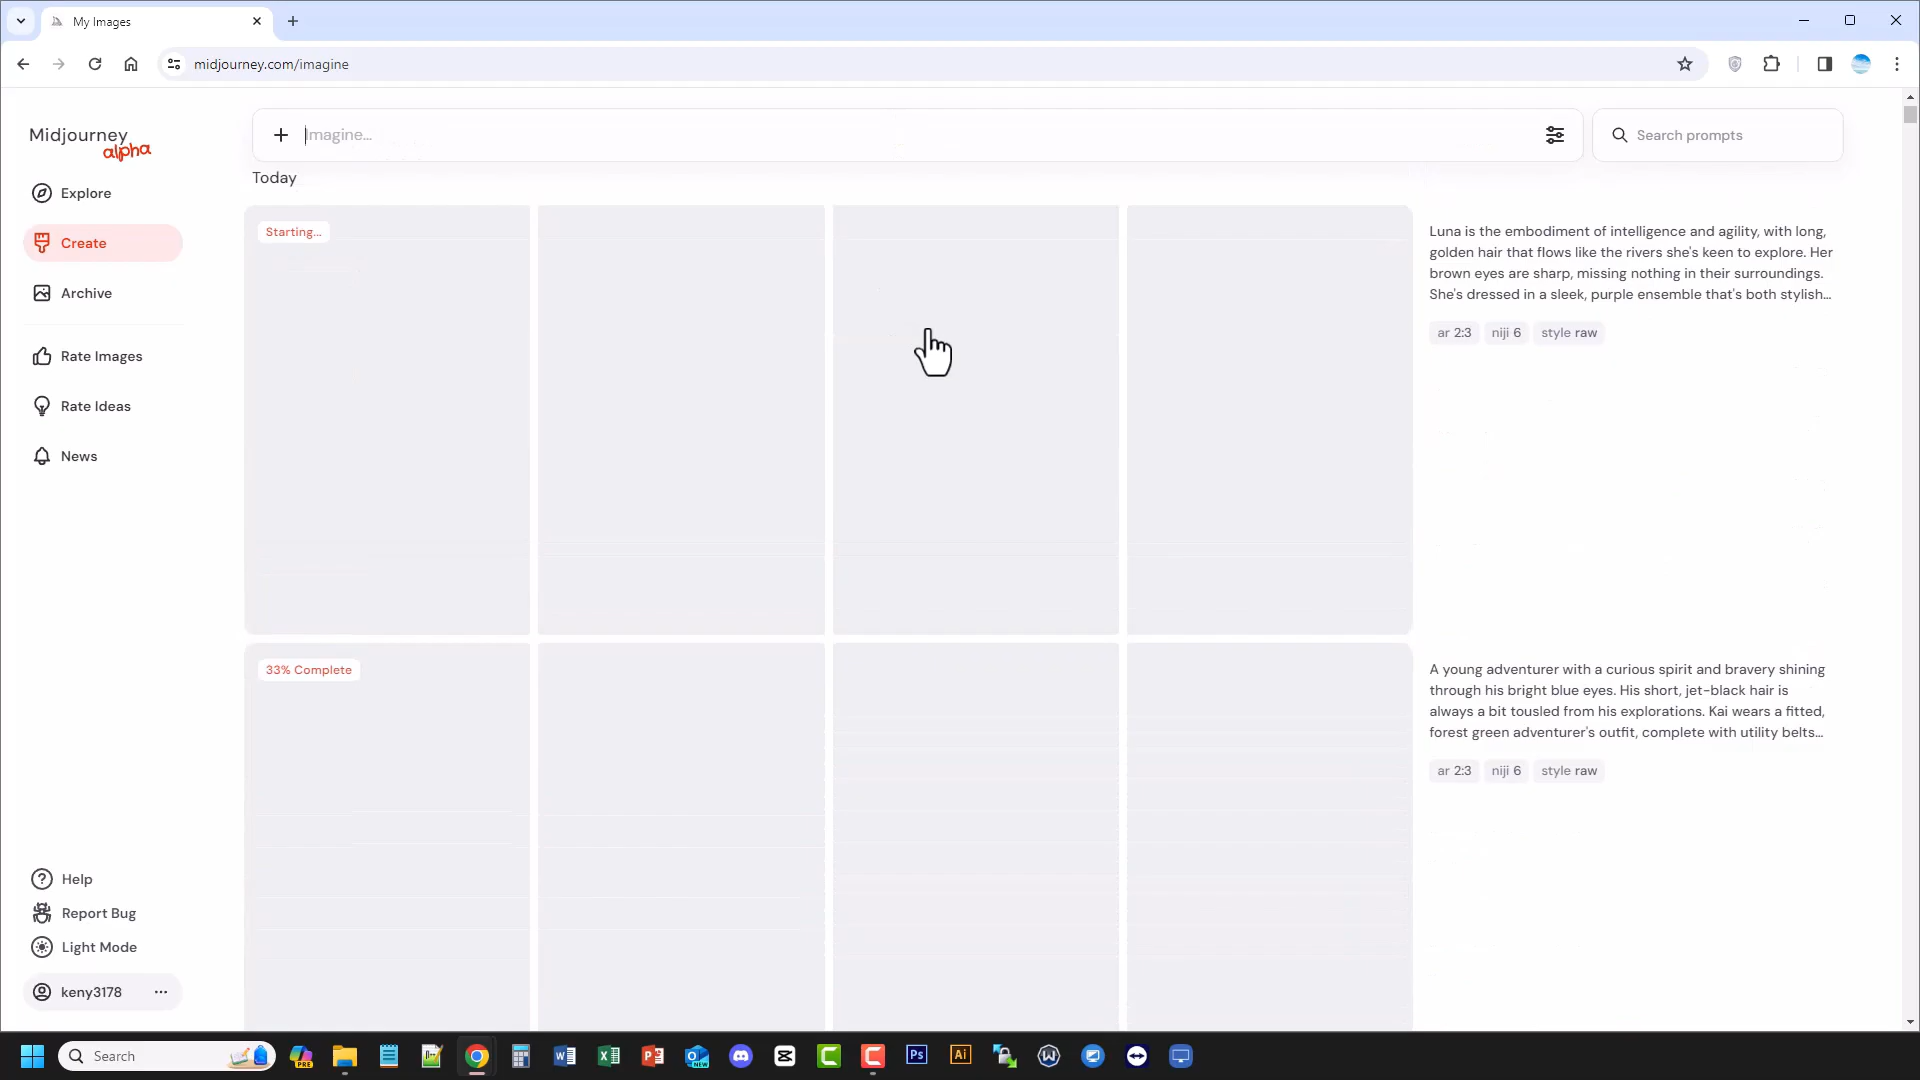 My Images
midjourney.com/imagine
Midjourney
alpha
Imagine...
Search prompts
Explore
Create
Archive
Rate Images
Rate Ideas
News
Today
Starting...
Luna is the embodiment of intelligence and agility, with long,
golden hair that flows like the rivers she's keen to explore. Her
brown eyes are sharp, missing nothing in their surroundings.
She's dressed in a sleek, purple ensemble that's both stylish...
ar 2:3 niji 6 style raw
33% Complete
A young adventurer with a curious spirit and bravery shining
through his bright blue eyes. His short, jet-black hair is
always a bit tousled from his explorations. Kai wears a fitted,
forest green adventurer's outfit, complete with utility belts...
ar 2:3 niji 6 style raw
Help
Report Bug
Light Mode
keny3178
Search
PRE
NEW
Ps
Ai